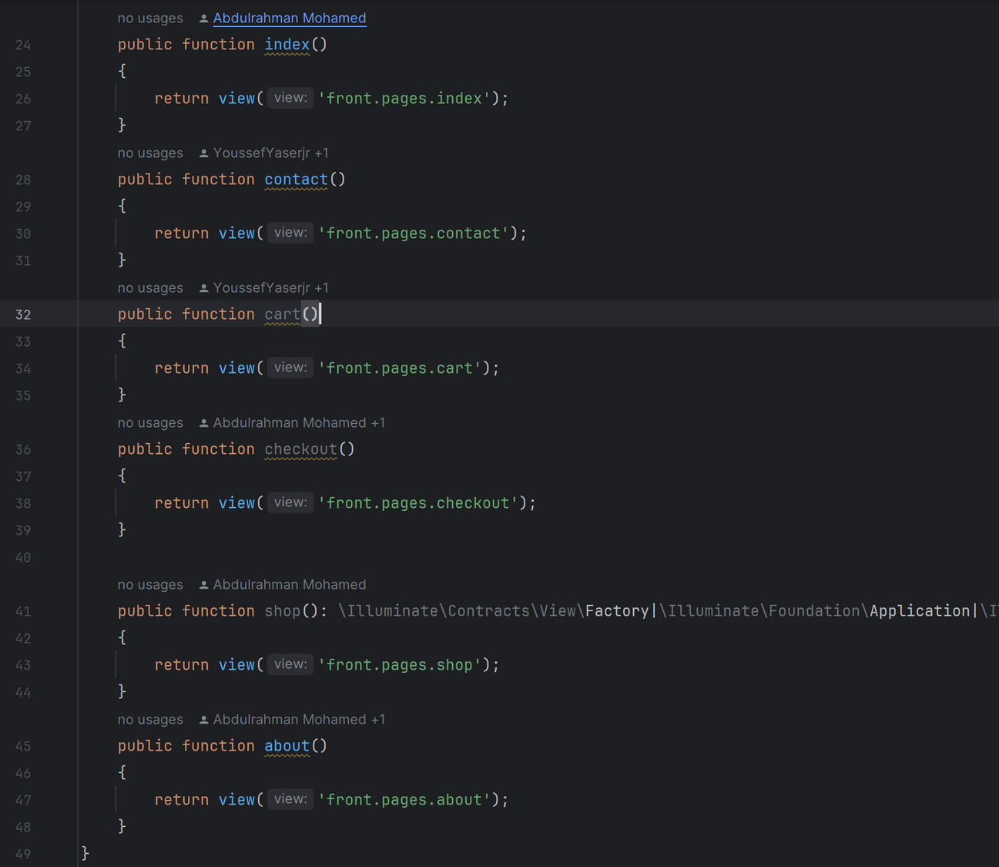 no usages Abdulrahman Mohamed
24 public function index()
25 {
26 return view( view: 'front.pages.index');
27 }
no usages YoussefYaserjr +1
28 public function contact()
29 {
30 return view( view: 'front.pages.contact');
31 }
no usages YoussefYaserjr +1
32 public function cart()
33 {
34 return view( view: 'front.pages.cart');
35 }
no usages Abdulrahman Mohamed +1
36 public function checkout()
37 {
38 return view( view: 'front.pages.checkout');
39 }
40
no usages Abdulrahman Mohamed
41 public function shop(): \Illuminate\Contracts\View\Factory|\Illuminate\Foundation\Application|\I
42 {
43 return view( view: 'front.pages.shop');
44 }
no usages Abdulrahman Mohamed +1
45 public function about()
46 {
47 return view( view: 'front.pages.about');
48 }
49 }